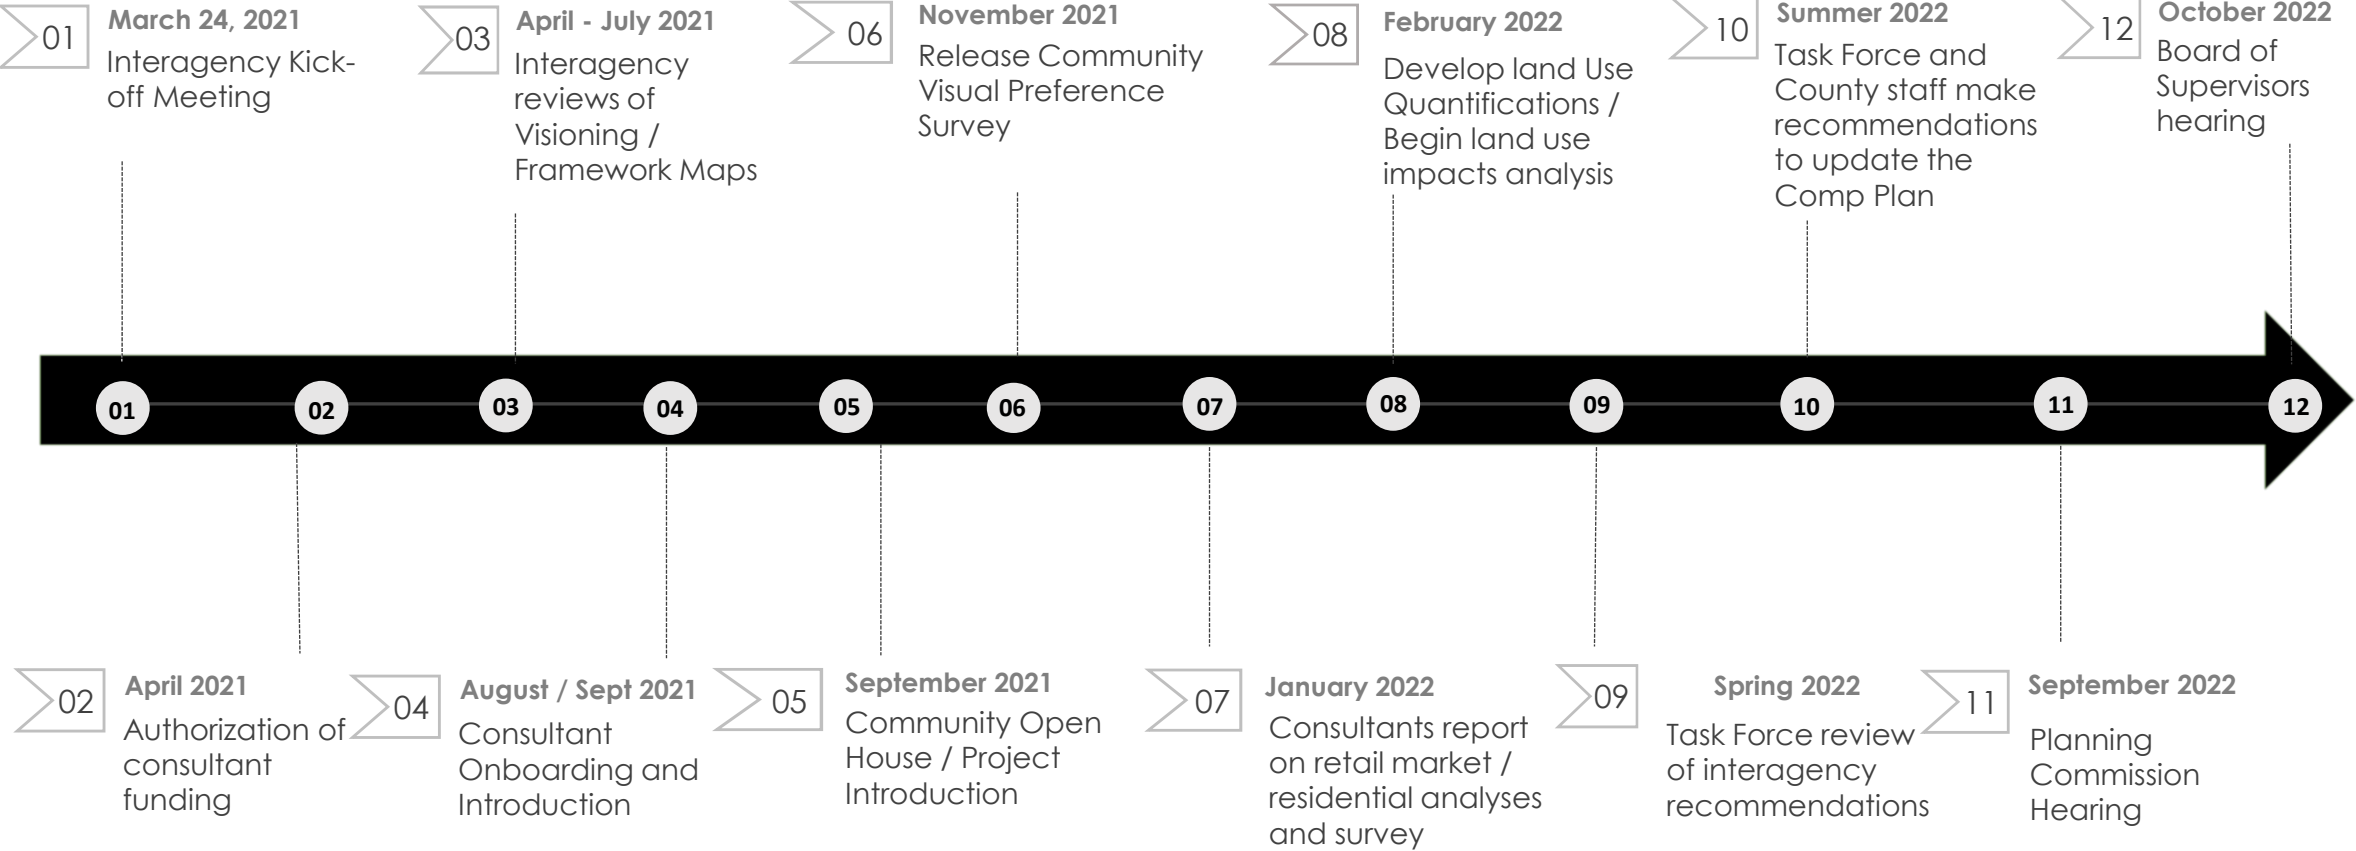 01
March 24, 2021
Interagency Kick-
off Meeting
03
April - July 2021
Interagency
reviews of
Visioning /
Framework Maps
06
November 2021
Release Community
Visual Preference
Survey
08
February 2022
Develop land Use
Quantifications /
Begin land use
impacts analysis
10
Summer 2022
Task Force and
County staff make
recommendations
to update the
Comp Plan
12
October 2022
Board of
Supervisors
hearing
01 02 03 04 05 06 07 08 09 10 11 12
02
April 2021
Authorization of
consultant
funding
04
August / Sept 2021
Consultant
Onboarding and
Introduction
05
September 2021
Community Open
House / Project
Introduction
07
January 2022
Consultants report
on retail market /
residential analyses
and survey
09
Spring 2022
Task Force review
of interagency
recommendations
11
September 2022
Planning
Commission
Hearing